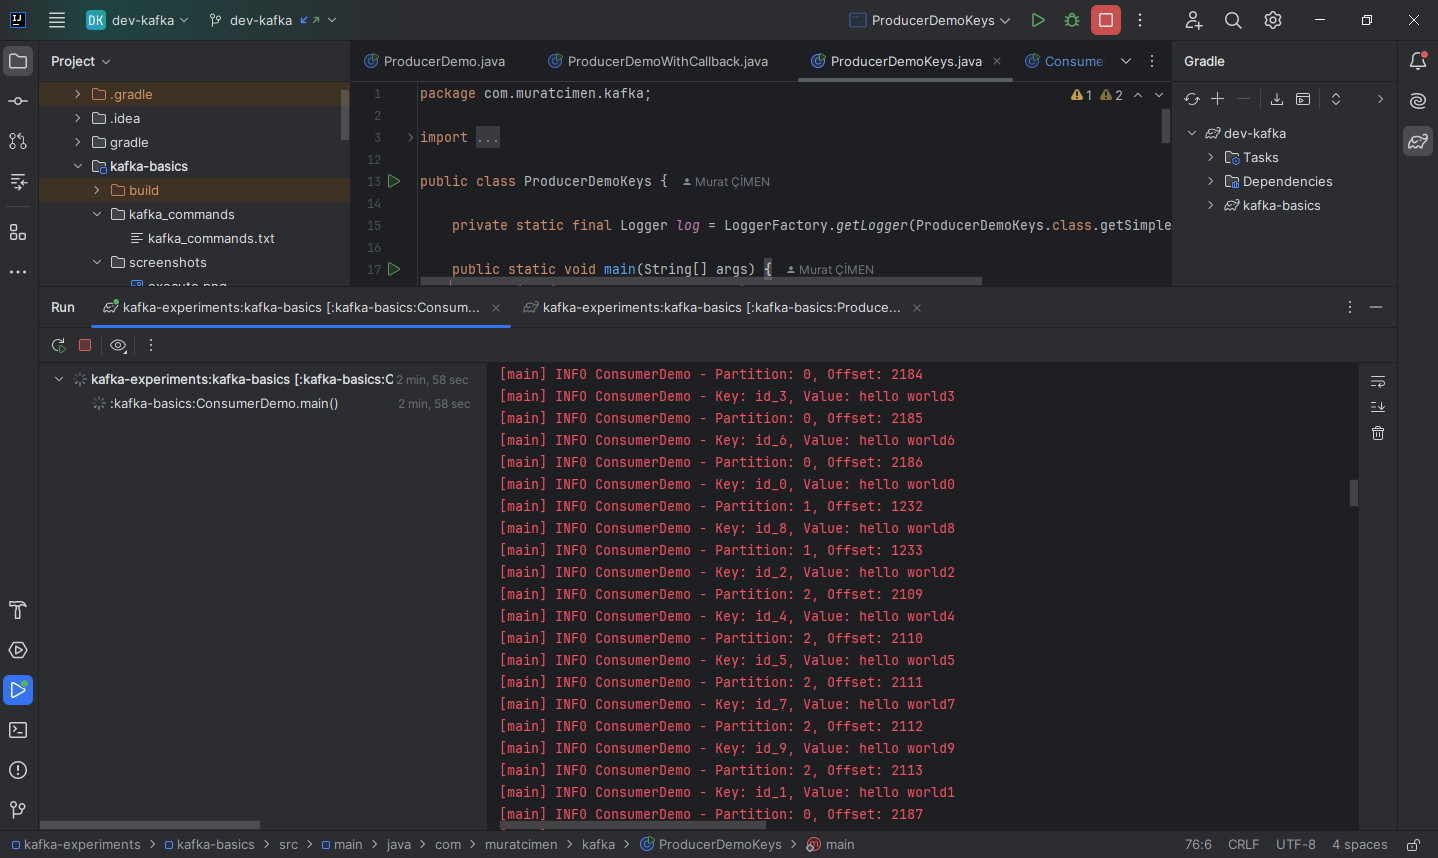 DK dev-kafka dev-kafka ProducerDemoKeys
Project
.gradle
.idea
gradle
kafka-basics
build
kafka_commands
kafka_commands.txt
screenshots
ProducerDemo.java ProducerDemoWithCallback.java ProducerDemoKeys.java Consume
1 package com.muratcimen.kafka; 1 2
2
3 import ...
12
13 public class ProducerDemoKeys { Murat ÇİMEN
14
15 private static final Logger log = LoggerFactory.getLogger(ProducerDemoKeys.class.getSimple
16
17 public static void main(String[] args) { Murat ÇİMEN
Gradle
dev-kafka
Tasks
Dependencies
kafka-basics
Run kafka-experiments:kafka-basics [:kafka-basics:Consum... kafka-experiments:kafka-basics [:kafka-basics:Produce...
kafka-experiments:kafka-basics [:kafka-basics:C 2 min, 58 sec
:kafka-basics:ConsumerDemo.main() 2 min, 58 sec
[main] INFO ConsumerDemo - Partition: 0, Offset: 2184
[main] INFO ConsumerDemo - Key: id_3, Value: hello world3
[main] INFO ConsumerDemo - Partition: 0, Offset: 2185
[main] INFO ConsumerDemo - Key: id_6, Value: hello world6
[main] INFO ConsumerDemo - Partition: 0, Offset: 2186
[main] INFO ConsumerDemo - Key: id_0, Value: hello world0
[main] INFO ConsumerDemo - Partition: 1, Offset: 1232
[main] INFO ConsumerDemo - Key: id_8, Value: hello world8
[main] INFO ConsumerDemo - Partition: 1, Offset: 1233
[main] INFO ConsumerDemo - Key: id_2, Value: hello world2
[main] INFO ConsumerDemo - Partition: 2, Offset: 2109
[main] INFO ConsumerDemo - Key: id_4, Value: hello world4
[main] INFO ConsumerDemo - Partition: 2, Offset: 2110
[main] INFO ConsumerDemo - Key: id_5, Value: hello world5
[main] INFO ConsumerDemo - Partition: 2, Offset: 2111
[main] INFO ConsumerDemo - Key: id_7, Value: hello world7
[main] INFO ConsumerDemo - Partition: 2, Offset: 2112
[main] INFO ConsumerDemo - Key: id_9, Value: hello world9
[main] INFO ConsumerDemo - Partition: 2, Offset: 2113
[main] INFO ConsumerDemo - Key: id_1, Value: hello world1
[main] INFO ConsumerDemo - Partition: 0, Offset: 2187
kafka-experiments kafka-basics src main java com muratcimen kafka ProducerDemoKeys main 76:6 CRLF UTF-8 4 spaces